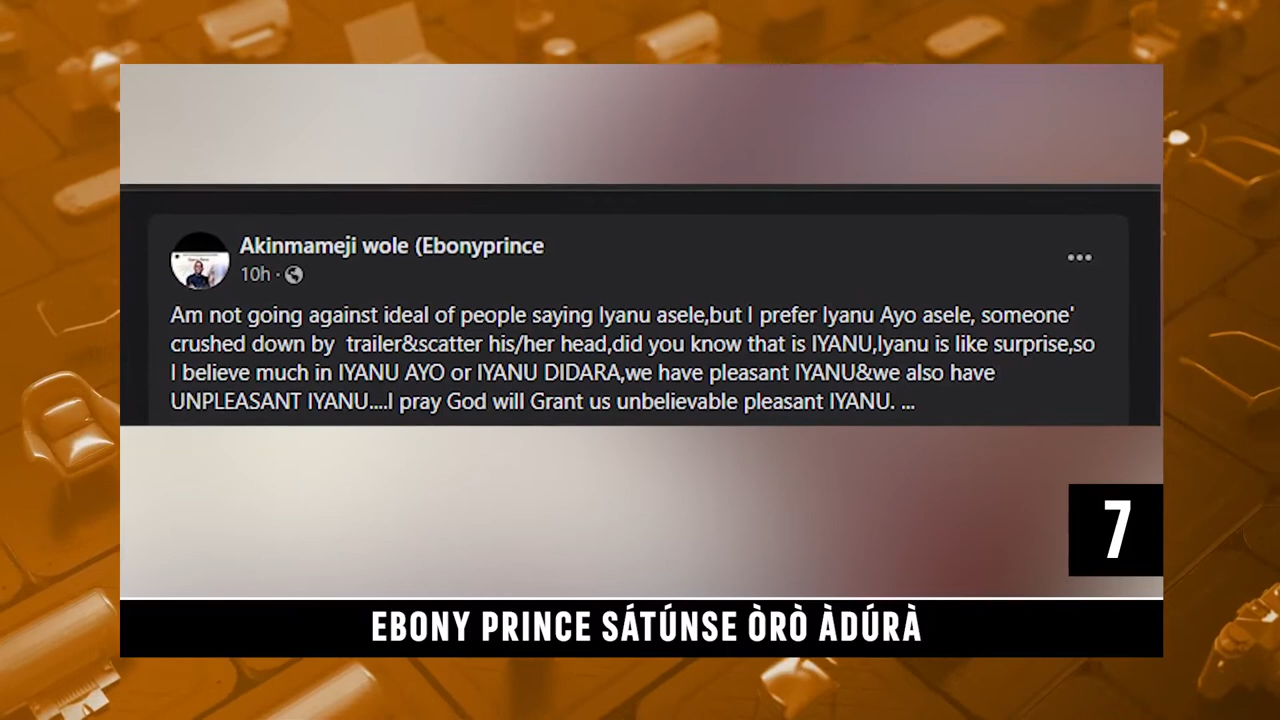 Akinmameji wole (Ebonyprince
10h ·
Am not going against ideal of people saying Iyanu asele,but I prefer Iyanu Ayo asele, someone'
crushed down by  trailer&scatter his/her head,did you know that is IYANU,Iyanu is like surprise,so
I believe much in IYANU AYO or IYANU DIDARA,we have pleasant IYANU&we also have
UNPLEASANT IYANU....I pray God will Grant us unbelievable pleasant IYANU. ...
7
EBONY PRINCE SÁTÚNSE ÒRÒ ÀDÚRÀ